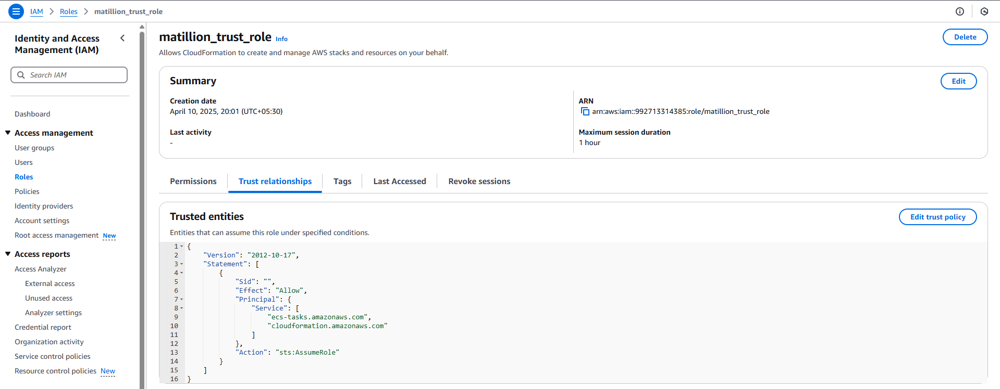 IAM > Roles > matillion_trust_role
Identity and Access
Management (IAM)
Search IAM
Dashboard
Access management
User groups
Users
Roles
Policies
Identity providers
Account settings
Root access management New
Access reports
Access Analyzer
External access
Unused access
Analyzer settings
Credential report
Organization activity
Service control policies
Resource control policies New
matillion_trust_role Info
Delete
Allows CloudFormation to create and manage AWS stacks and resources on your behalf.
Summary
Edit
Creation date
April 10, 2025, 20:01 (UTC+05:30)
ARN
arn:aws:iam::992713314385:role/matillion_trust_role
Last activity
-
Maximum session duration
1 hour
Permissions
Trust relationships
Tags
Last Accessed
Revoke sessions
Trusted entities
Edit trust policy
Entities that can assume this role under specified conditions.
1 {
2 "Version": "2012-10-17",
3 "Statement": [
4 {
5 "Sid": "",
6 "Effect": "Allow",
7 "Principal": {
8 "Service": [
9 "ecs-tasks.amazonaws.com",
10 "cloudformation.amazonaws.com"
11 ]
12 },
13 "Action": "sts:AssumeRole"
14 }
15 ]
16 }